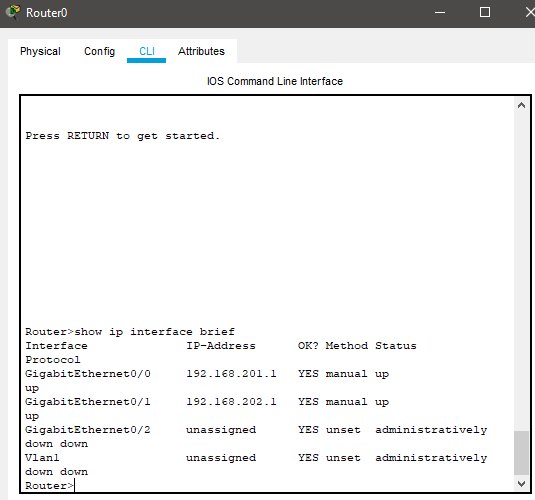 Router0
Physical Config CLI Attributes
IOS Command Line Interface
Press RETURN to get started.
Router>show ip interface brief
Interface IP-Address OK? Method Status
Protocol
GigabitEthernet0/0 192.168.201.1 YES manual up
up
GigabitEthernet0/1 192.168.202.1 YES manual up
up
GigabitEthernet0/2 unassigned YES unset administratively
down down
Vlan1 unassigned YES unset administratively
down down
Router>